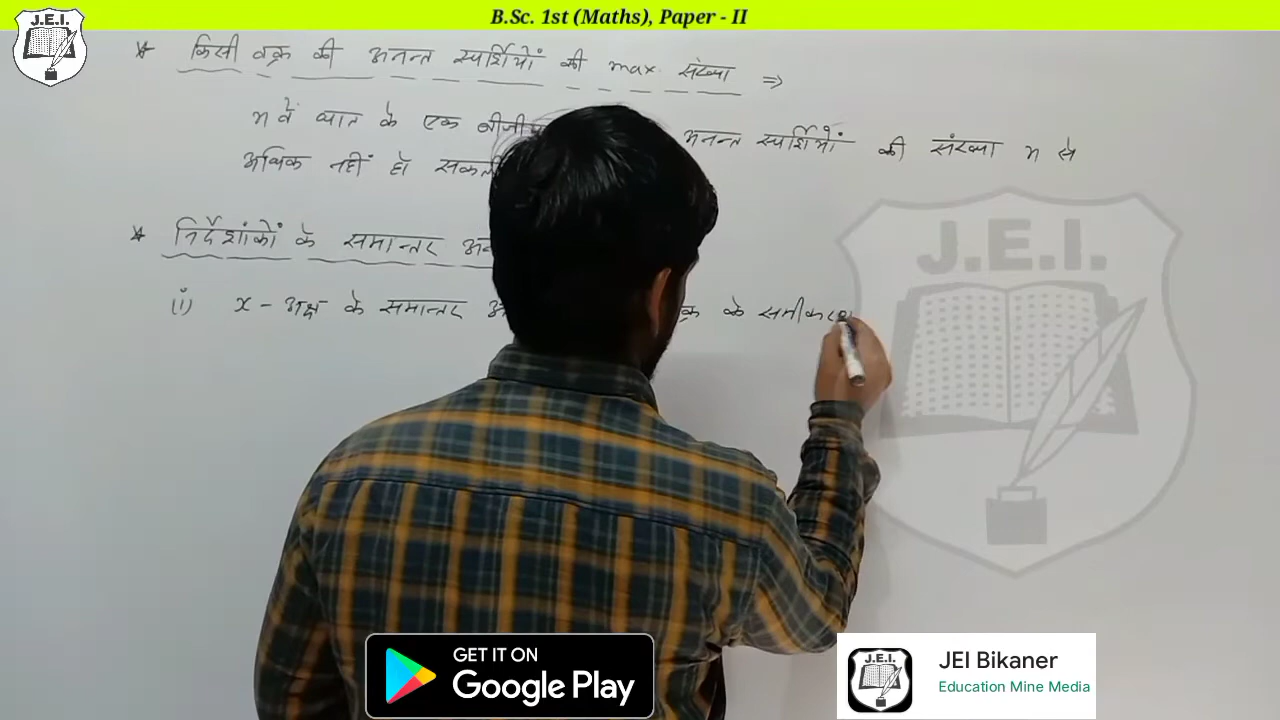 B.Sc. 1st (Maths), Paper - II
J.E.I.
* किसी वक्र की अनन्त स्पर्शियों की max. संख्या ⇒
n वें घात के एक अनन्त स्पर्शियों की संख्या n से
अधिक नहीं हो
* निर्देशांकों के समान्तर
(i) x - अक्ष के समान्तर के समीकरण
J.E.I.
GET IT ON
Google Play
J.E.I.
JEI Bikaner
Education Mine Media